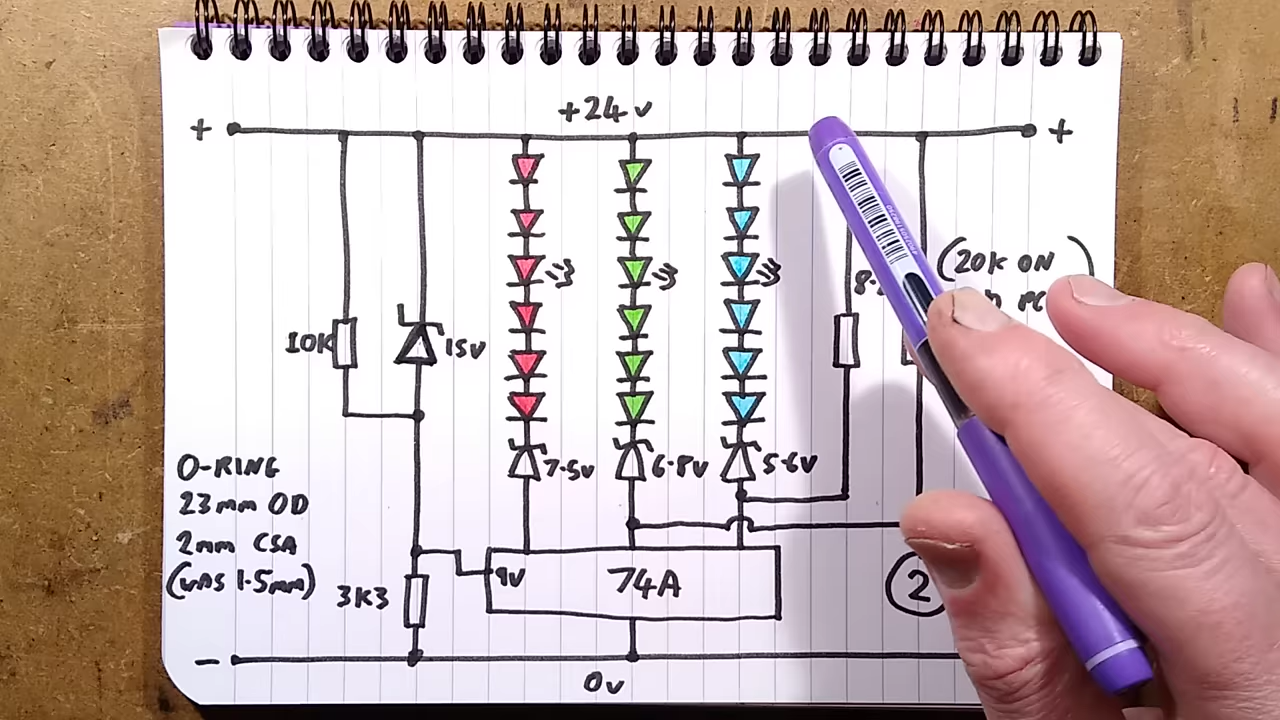 +24v
+ +
(20K ON
10K 15v
7.5v 6.8v 5.6v
O-RING
23mm OD
2mm CSA
(WAS 1.5mm)
3K3
9v 74A
2
-
0v